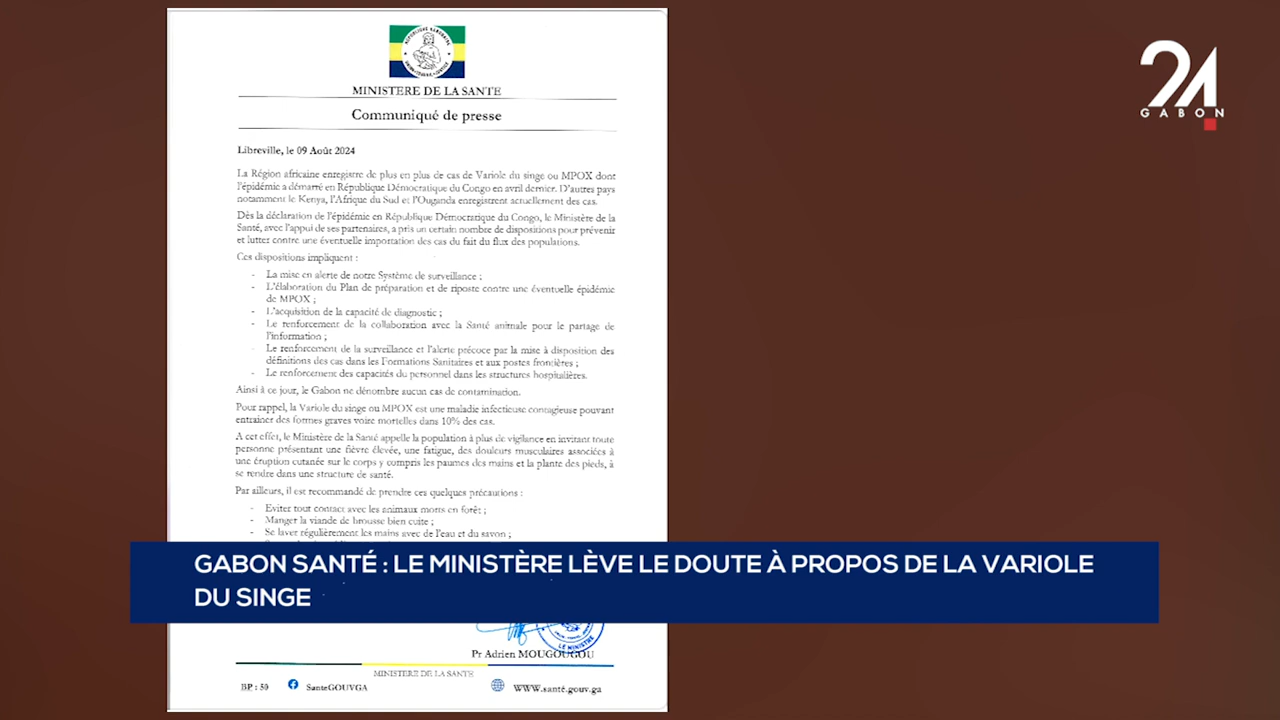 24
GABON
MINISTERE DE LA SANTE
Communiqué de presse
Libreville, le 09 Août 2024
La Région africaine enregistre de plus en plus de cas de Variole du singe ou MPOX dont
l'épidémie a démarré en République Démocratique du Congo en avril dernier. D'autres pays
notamment le Kenya, l'Afrique du Sud et l'Ouganda enregistrent actuellement des cas.
Dès la déclaration de l'épidémie en République Démocratique du Congo, le Ministère de la
Santé, avec l'appui de ses partenaires, a pris un certain nombre de dispositions pour prévenir
et lutter contre une éventuelle importation des cas du fait du flux des populations.
Ces dispositions impliquent :
- La mise en alerte de notre Système de surveillance ;
- L'élaboration du Plan de préparation et de riposte contre une éventuelle épidémie
de MPOX ;
- L'acquisition de la capacité de diagnostic ;
- Le renforcement de la collaboration avec la Santé animale pour le partage de
l'information ;
- Le renforcement de la surveillance et l'alerte précoce par la mise à disposition des
définitions des cas dans les Formations Sanitaires et aux postes frontières ;
- Le renforcement des capacités du personnel dans les structures hospitalières.
Ainsi à ce jour, le Gabon ne dénombre aucun cas de contamination.
Pour rappel, la Variole du singe ou MPOX est une maladie infectieuse contagieuse pouvant
entrainer des formes graves voire mortelles dans 10% des cas.
A cet effet, le Ministère de la Santé appelle la population à plus de vigilance en invitant toute
personne présentant une fièvre élevée, une fatigue, des douleurs musculaires associées à
une éruption cutanée sur le corps y compris les paumes des mains et la plante des pieds, à
se rendre dans une structure de santé.
Par ailleurs, il est recommandé de prendre ces quelques précautions :
- Eviter tout contact avec les animaux morts en forêt ;
- Manger la viande de brousse bien cuite ;
- Se laver régulièrement les mains avec de l'eau et du savon ;
GABON SANTÉ : LE MINISTÈRE LÈVE LE DOUTE À PROPOS DE LA VARIOLE
DU SINGE
LE MINISTRE
Pr Adrien MOUGOUGOU
MINISTERE DE LA SANTE
BP : 50 SanteGOUVGA WWW.santé.gouv.ga